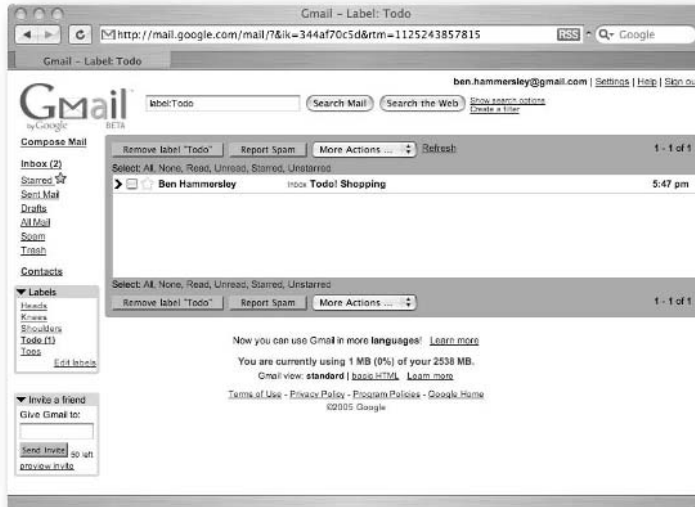 Gmail – Label: Todo
http://mail.google.com/mail/?&ik=344af70c5d&rtm=1125243857815 RSS Google
Gmail – Label: Todo
ben.hammersley@gmail.com | Settings | Help | Sign ou
Gmail
by Google BETA
label:Todo Search Mail Search the Web Show search options
Create a filter
Compose Mail
Remove label "Todo" Report Spam More Actions ... Refresh 1 - 1 of 1
Select: All, None, Read, Unread, Starred, Unstarred
Inbox (2)
Starred
Sent Mail
Drafts
All Mail
Spam
Trash
Contacts
Ben Hammersley Inbox Todo! Shopping 5:47 pm
Select: All, None, Read, Unread, Starred, Unstarred
Remove label "Todo" Report Spam More Actions ... 1 - 1 of 1
Labels
Heads
Knees
Shoulders
Todo (1)
Toes
Edit labels
Now you can use Gmail in more languages! Learn more
You are currently using 1 MB (0%) of your 2538 MB.
Gmail view: standard | basic HTML Learn more
Terms of Use - Privacy Policy - Program Policies - Google Home
©2005 Google
Invite a friend
Give Gmail to:
Send Invite 50 left
preview invite